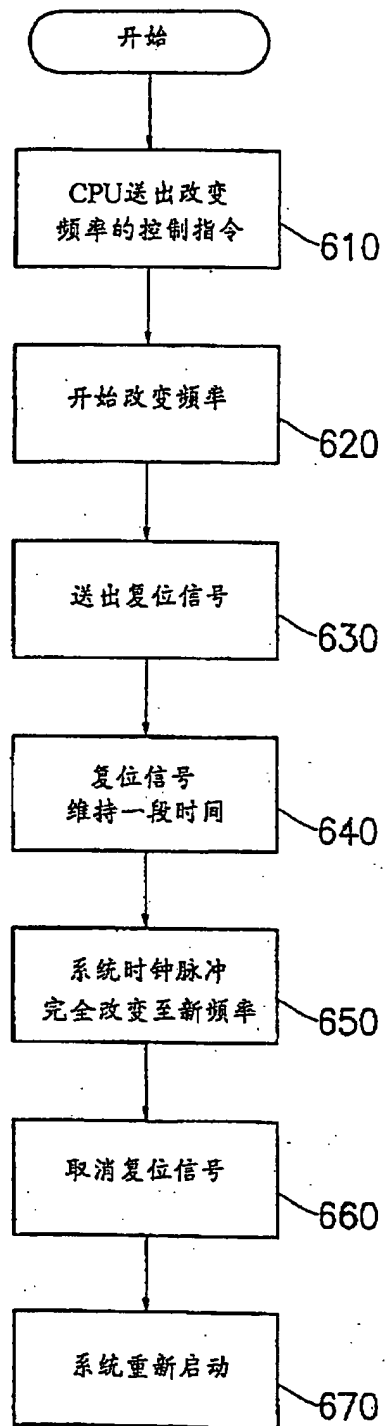 开始
CPU送出改变
频率的控制指令
610
开始改变频率
620
送出复位信号
630
复位信号
维持一段时间
640
系统时钟脉冲
完全改变至新频率
650
取消复位信号
660
系统重新启动
670